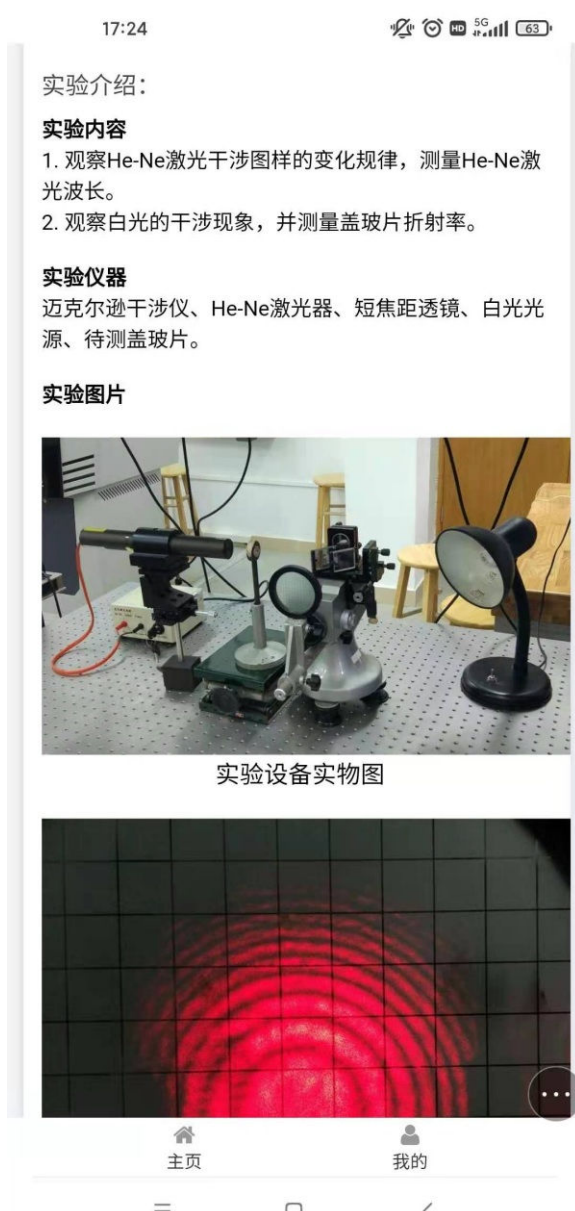 17:24
HD 5G 63
实验介绍：
实验内容
1. 观察He-Ne激光干涉图样的变化规律，测量He-Ne激
光波长。
2. 观察白光的干涉现象，并测量盖玻片折射率。
实验仪器
迈克尔逊干涉仪、He-Ne激光器、短焦距透镜、白光光
源、待测盖玻片。
实验图片
实验设备实物图
主页
我的